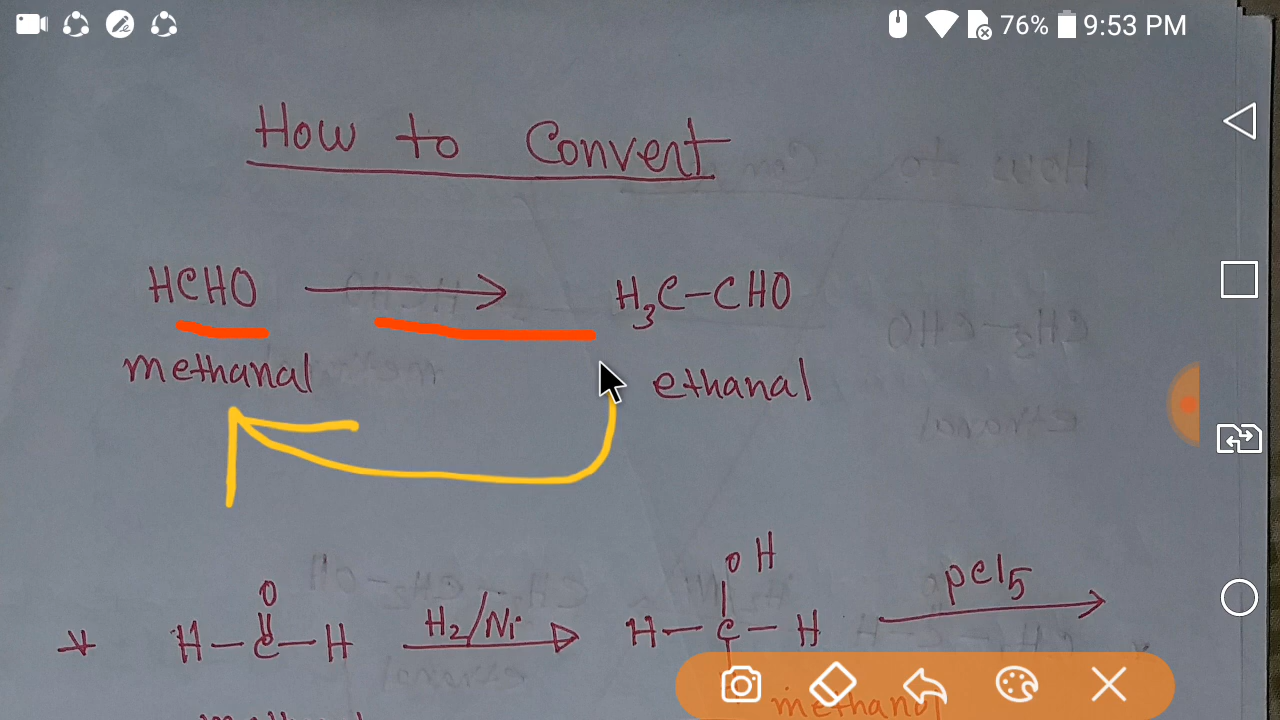 76% 9:53 PM
How to Convert
HCHO H3C-CHO
methanal ethanal
O OH
H-C-H H2/Ni H-C-H PCl5
methanol